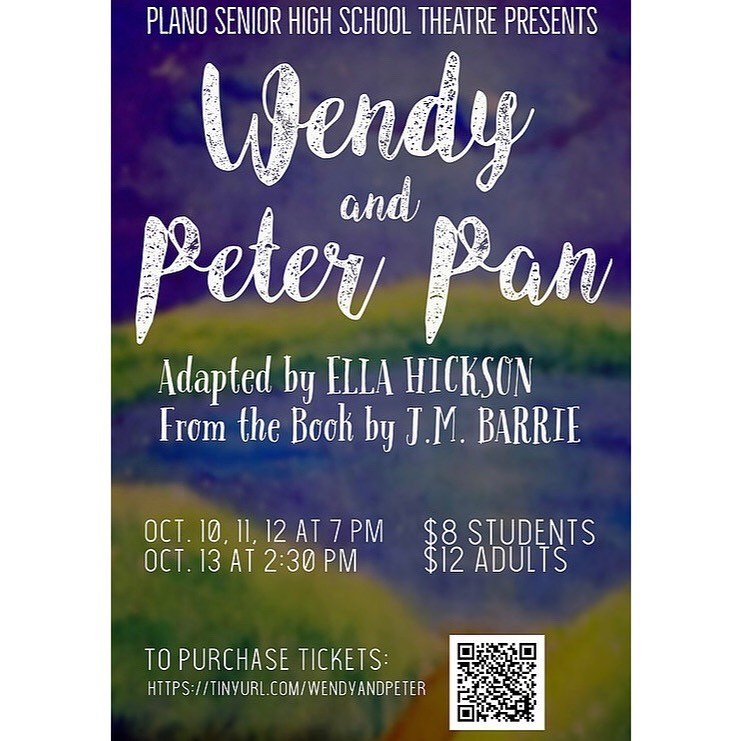 PLANO SENIOR HIGH SCHOOL THEATRE PRESENTS
Wendy
and
Peter Pan
Adapted by ELLA HICKSON
From the Book by J.M. BARRIE
OCT. 10, 11, 12 AT 7 PM
OCT. 13 AT 2:30 PM
$8 STUDENTS
$12 ADULTS
TO PURCHASE TICKETS:
HTTPS://TINYURL.COM/WENDYANDPETER